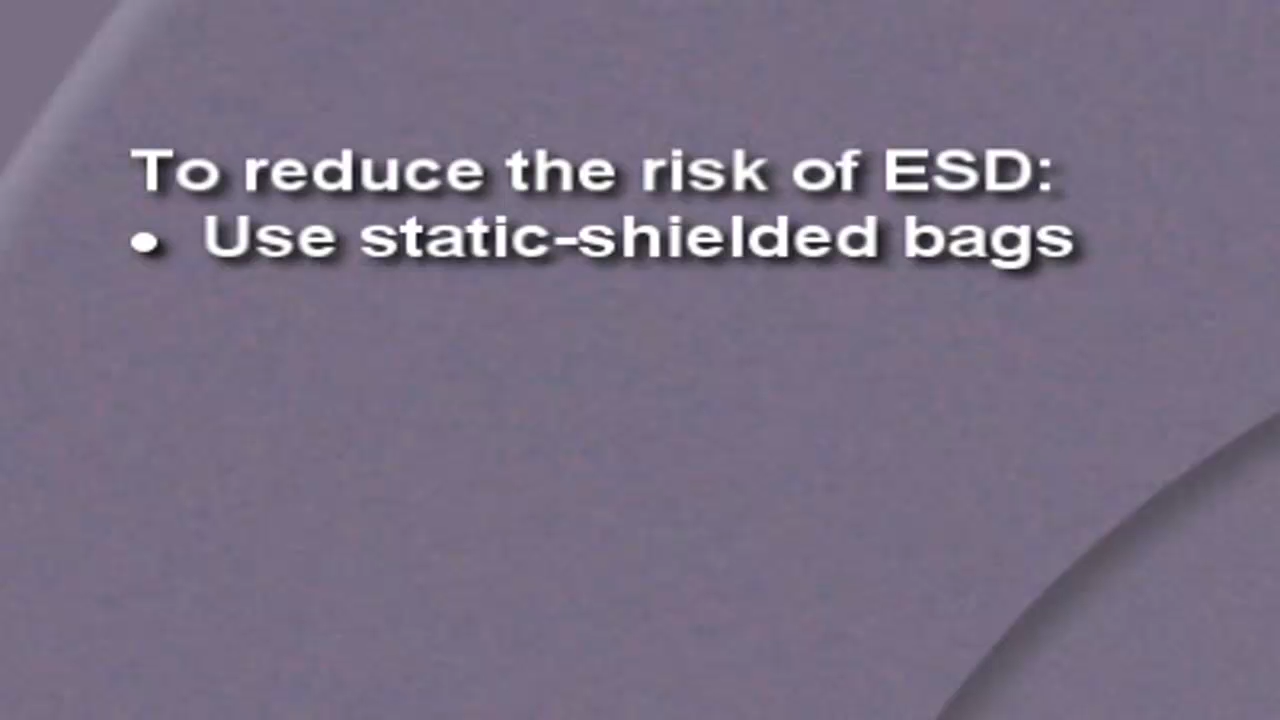 To reduce the risk of ESD:
• Use static-shielded bags